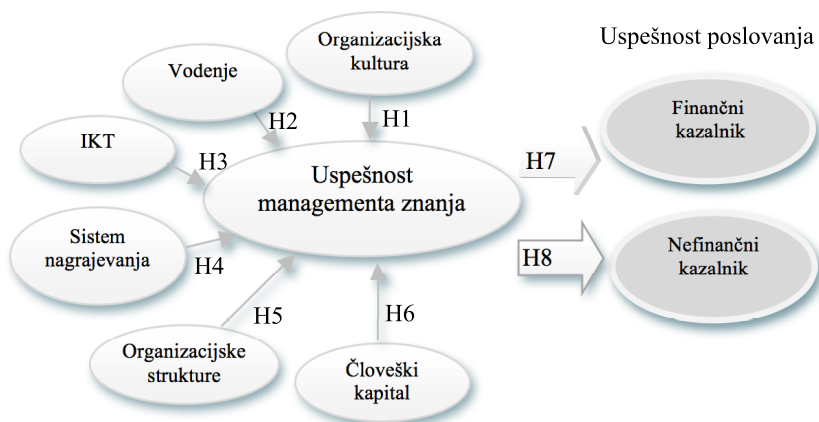 Organizacijska
kultura
Uspešnost poslovanja
Vodenje
H2
H1
Finančni
kazalnik
IKT
H3
Uspešnost
managementa znanja
H7
Sistem
nagrajevanja
H4
H8
Nefinančni
kazalnik
H5
H6
Organizacijske
strukture
Človeški
kapital